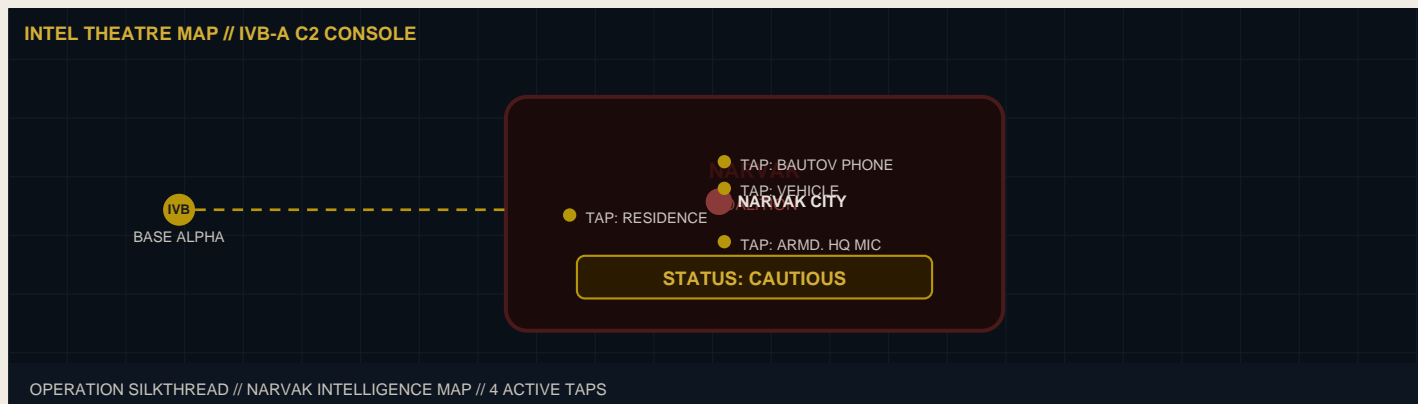 INTEL THEATRE MAP // IVB-A C2 CONSOLE
TAP: BAUTOV PHONE
NARVAK
TAP: VEHICLE
NARVAK CITY
IVB
TAP: RESIDENCE
BASE ALPHA
TAP: ARMD. HQ MIC
STATUS: CAUTIOUS
OPERATION SILKTHREAD // NARVAK INTELLIGENCE MAP // 4 ACTIVE TAPS